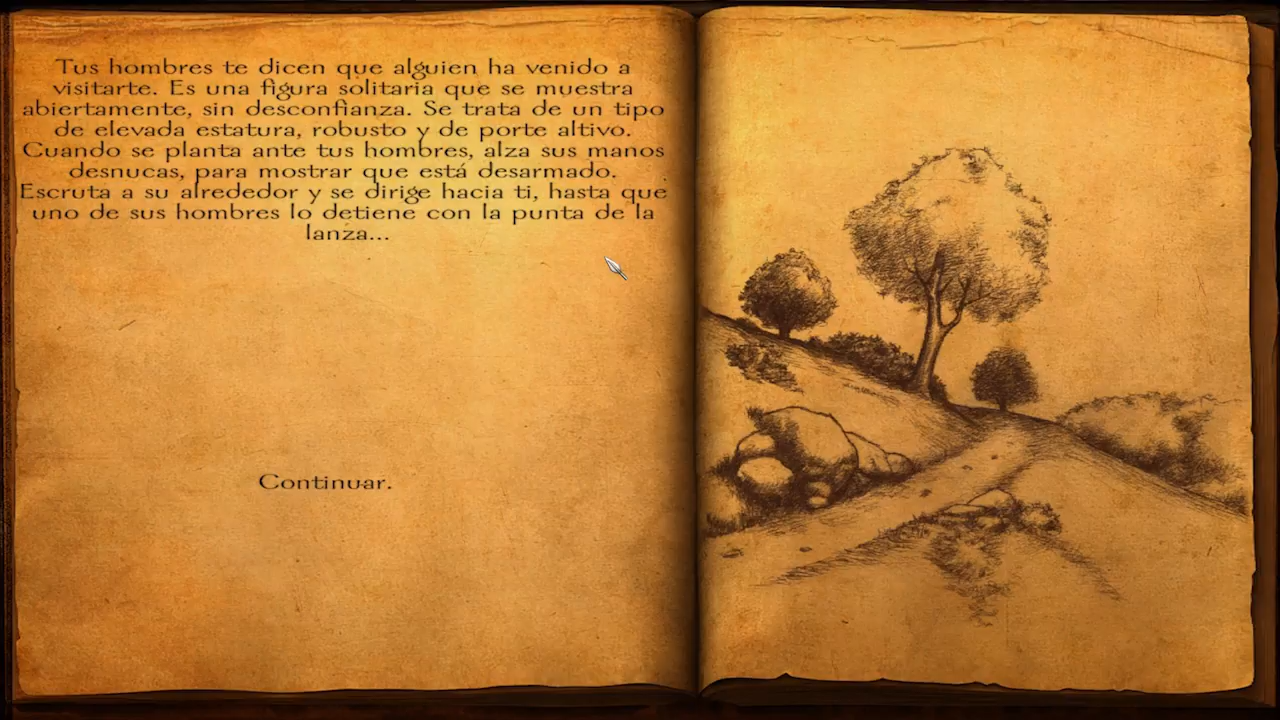 Tus hombres te dicen que alguien ha venido a
visitarte. Es una figura solitaria que se muestra
abiertamente, sin desconfianza. Se trata de un tipo
de elevada estatura, robusto y de porte altivo.
Cuando se planta ante tus hombres, alza sus manos
desnucas, para mostrar que está desarmado.
Escruta a su alrededor y se dirige hacia ti, hasta que
uno de sus hombres lo detiene con la punta de la
lanza...
Continuar.